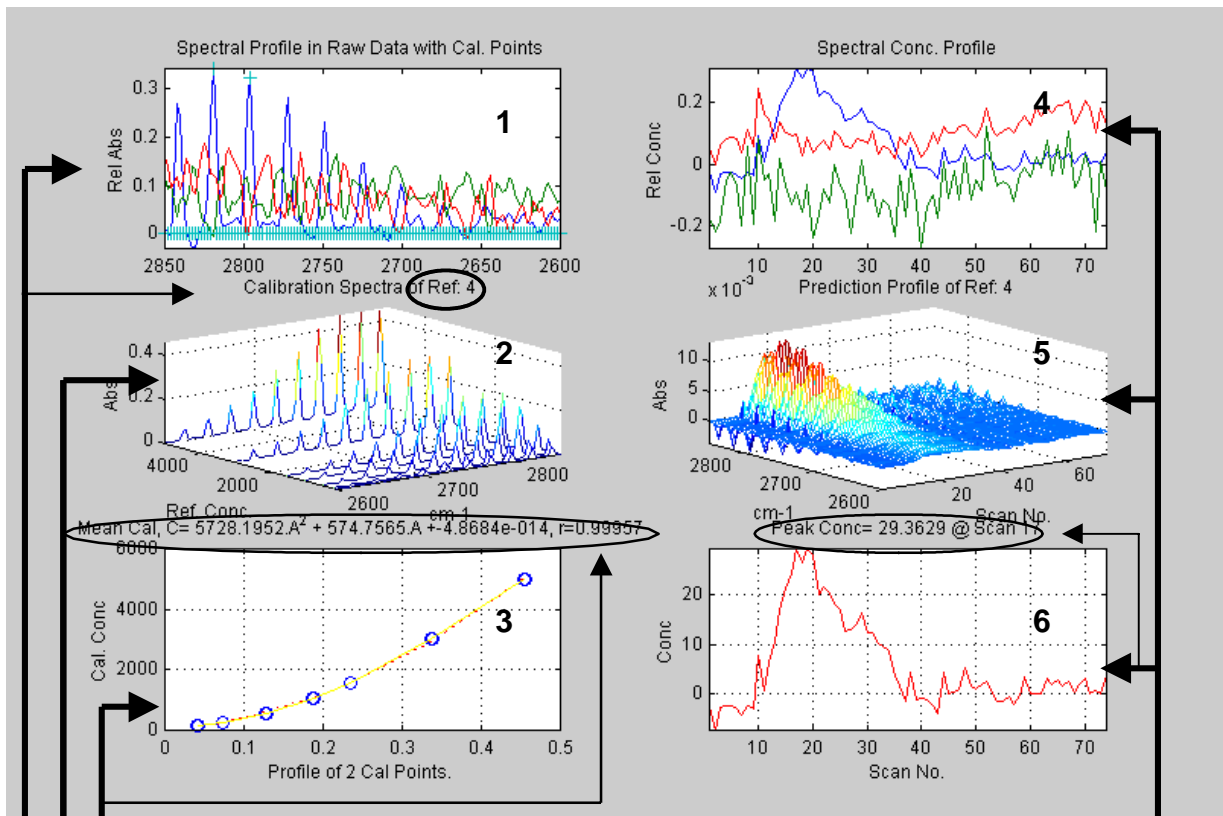 Spectral Profile in Raw Data with Cal. Points
Rel Abs
0.3
0.2
0.1
0
1
2850 2800 2750 2700 2650 2600
Spectral Conc. Profile
Rel Conc
0.2
0
-0.2
4
10 20 30 40 50 60 70
Calibration Spectra of Ref: 4
Abs
0.4
0.2
0
2
4000 2000
Ref. Conc
2600 2700 2800
cm-1
x 10^-3
Prediction Profile of Ref: 4
Abs
10
5
0
5
2800 2700 2600
cm-1
20 40 60
Scan No.
Mean Cal, C= 5728.1952.A^2 + 574.7565.A +-4.8684e-014, r=0.99957
Cal. Conc
6000
4000
2000
0
3
0 0.1 0.2 0.3 0.4 0.5
Profile of 2 Cal Points.
Peak Conc= 29.3629 @ Scan 17
Conc
20
10
0
6
10 20 30 40 50 60 70
Scan No.